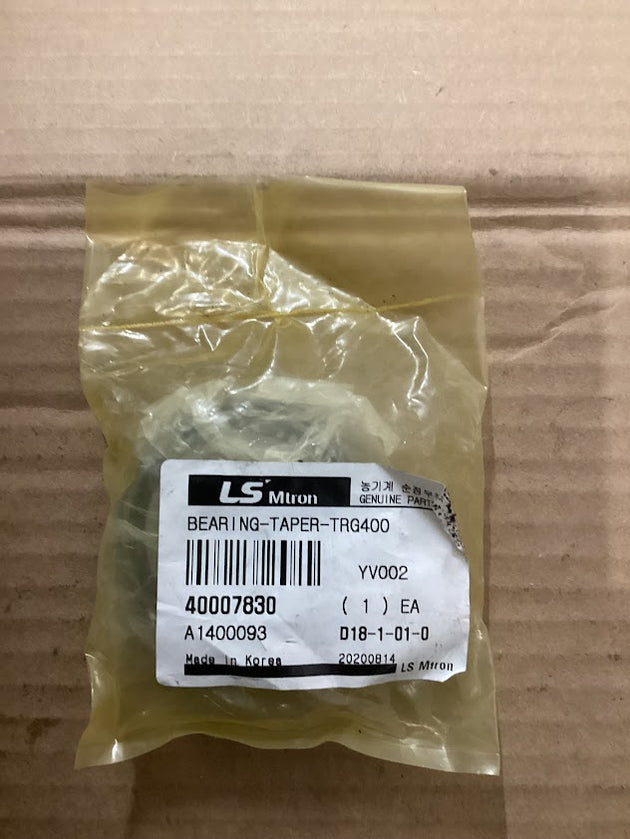 LS Mtron
농기계 순정부품
GENUINE PARTS
BEARING-TAPER-TRG400
YV002
40007830
( 1 ) EA
A1400093
D18-1-01-0
Made in Korea
20200814
LS Mtron